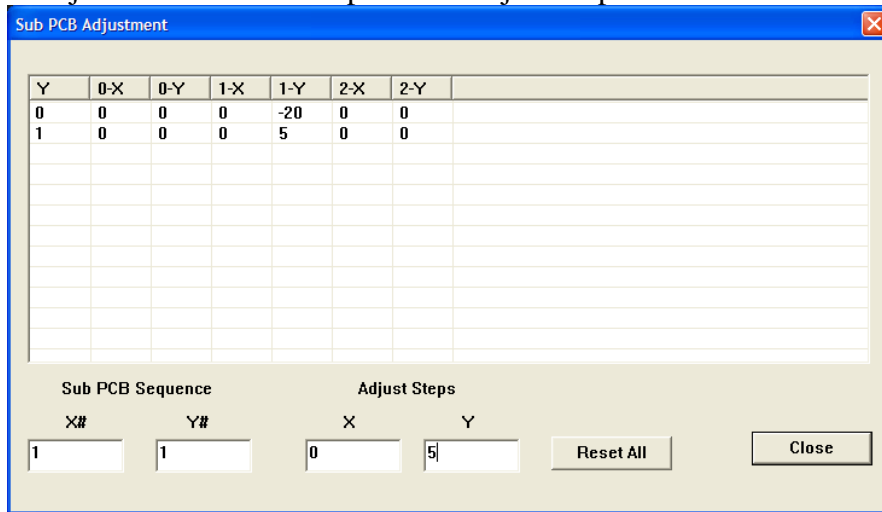 Sub PCB Adjustment
Y 0-X 0-Y 1-X 1-Y 2-X 2-Y
0 0 0 0 -20 0 0
1 0 0 0 5 0 0
Sub PCB Sequence Adjust Steps
X# Y# X Y
1 1 0 5 Reset All Close